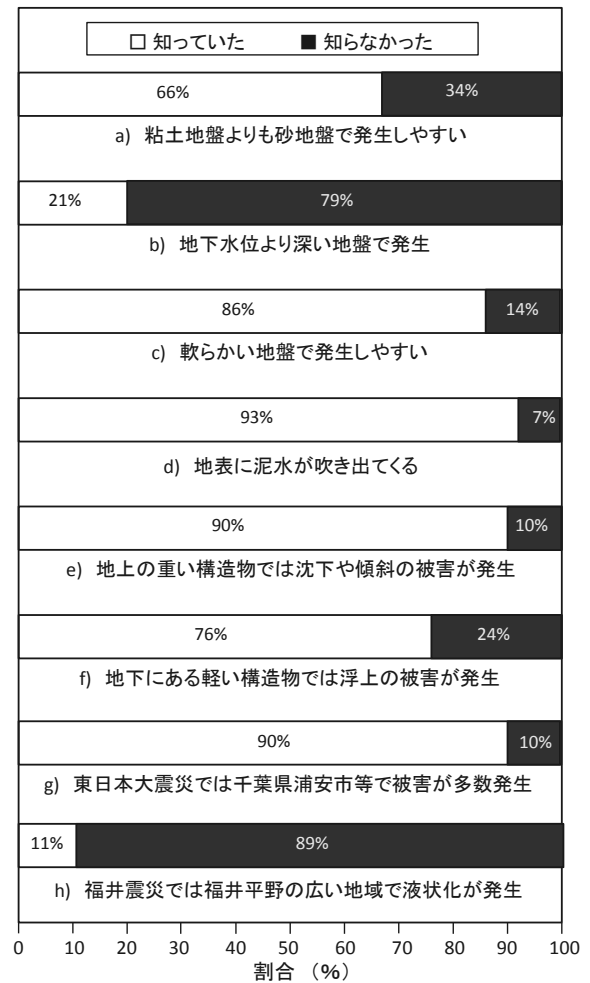 □ 知っていた ■ 知らなかった
66% 34%
a) 粘土地盤よりも砂地盤で発生しやすい
21% 79%
b) 地下水位より深い地盤で発生
86% 14%
c) 軟らかい地盤で発生しやすい
93% 7%
d) 地表に泥水が吹き出てくる
90% 10%
e) 地上の重い構造物では沈下や傾斜の被害が発生
76% 24%
f) 地下にある軽い構造物では浮上の被害が発生
90% 10%
g) 東日本大震災では千葉県浦安市等で被害が多数発生
11% 89%
h) 福井震災では福井平野の広い地域で液状化が発生
0 10 20 30 40 50 60 70 80 90 100
割合 (%)